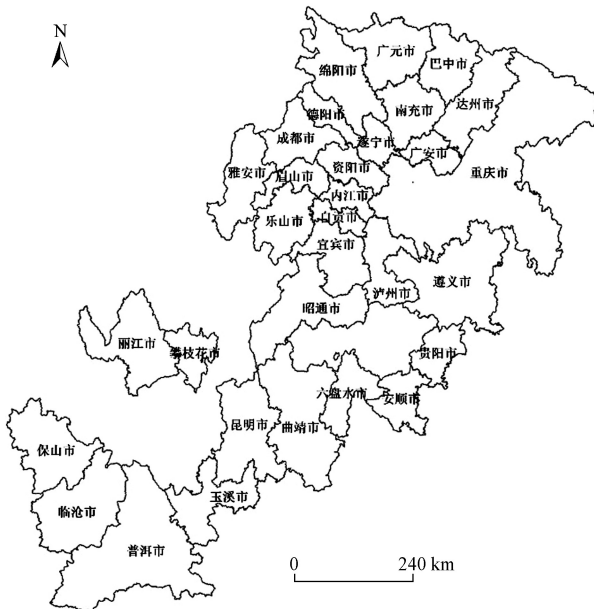 N
广元市
巴中市
绵阳市
达州市
德阳市
南充市
成都市
遂宁市
广安市
雅安市
眉山市
资阳市
重庆市
内江市
乐山市
自贡市
宜宾市
遵义市
泸州市
昭通市
丽江市
攀枝花市
贵阳市
六盘水市
安顺市
昆明市
曲靖市
保山市
玉溪市
临沧市
普洱市
0
240 km